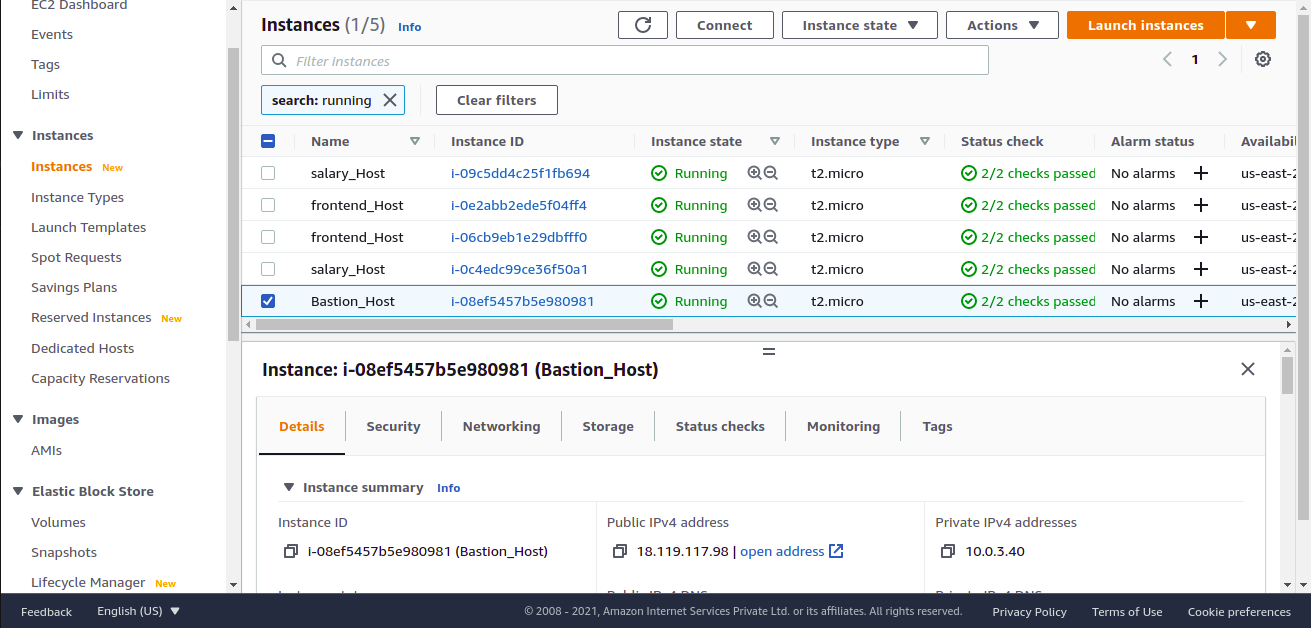 EC2 Dashboard
Events
Tags
Limits
Instances
Instances New
Instance Types
Launch Templates
Spot Requests
Savings Plans
Reserved Instances New
Dedicated Hosts
Capacity Reservations
Images
AMIs
Elastic Block Store
Volumes
Snapshots
Lifecycle Manager New
Instances (1/5) Info
Connect
Instance state
Actions
Launch instances
Filter instances
1
search: running
Clear filters
Name Instance ID Instance state Instance type Status check Alarm status Availabil
salary_Host i-09c5dd4c25f1fb694 Running t2.micro 2/2 checks passed No alarms us-east-2
frontend_Host i-0e2abb2ede5f04ff4 Running t2.micro 2/2 checks passed No alarms us-east-2
frontend_Host i-06cb9eb1e29dbfff0 Running t2.micro 2/2 checks passed No alarms us-east-2
salary_Host i-0c4edc99ce36f50a1 Running t2.micro 2/2 checks passed No alarms us-east-2
Bastion_Host i-08ef5457b5e980981 Running t2.micro 2/2 checks passed No alarms us-east-2
Instance: i-08ef5457b5e980981 (Bastion_Host)
Details Security Networking Storage Status checks Monitoring Tags
Instance summary Info
Instance ID
i-08ef5457b5e980981 (Bastion_Host)
Public IPv4 address
18.119.117.98 | open address
Private IPv4 addresses
10.0.3.40
Feedback English (US) © 2008 - 2021, Amazon Internet Services Private Ltd. or its affiliates. All rights reserved. Privacy Policy Terms of Use Cookie preferences